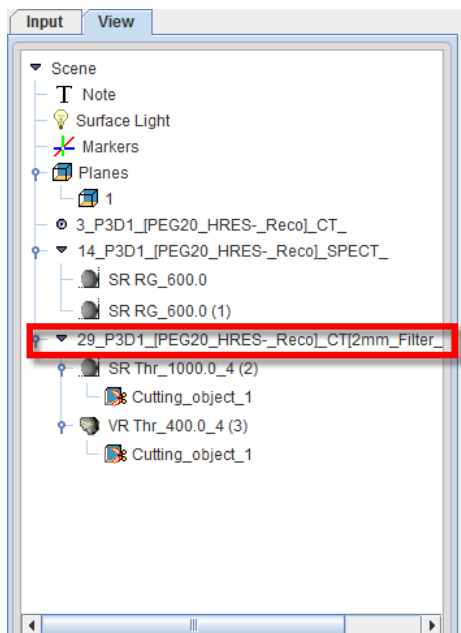 Input View
Scene
T Note
Surface Light
Markers
Planes
1
3_P3D1_[PEG20_HRES-_Reco]_CT_
14_P3D1_[PEG20_HRES-_Reco]_SPECT_
SR RG_600.0
SR RG_600.0 (1)
29_P3D1_[PEG20_HRES-_Reco]_CT[2mm_Filter_
SR Thr_1000.0_4 (2)
Cutting_object_1
VR Thr_400.0_4 (3)
Cutting_object_1